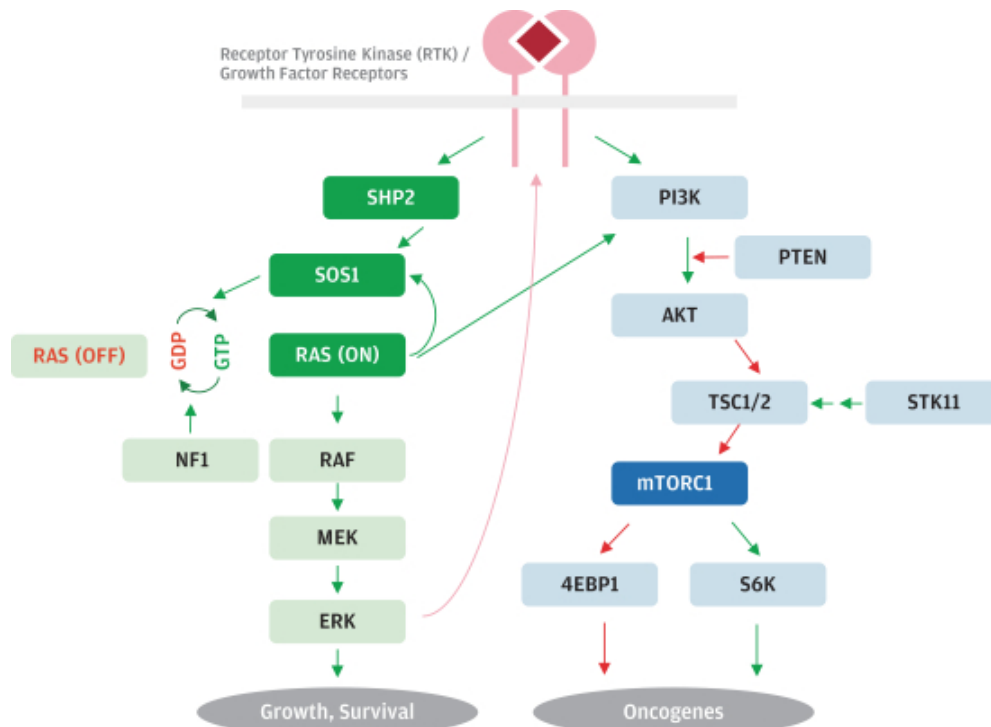 Receptor Tyrosine Kinase (RTK) /
Growth Factor Receptors
SHP2
PI3K
SOS1
PTEN
AKT
RAS (OFF)
GDP
GTP
RAS (ON)
TSC1/2
STK11
NF1
RAF
mTORC1
MEK
4EBP1
S6K
ERK
Growth, Survival
Oncogenes